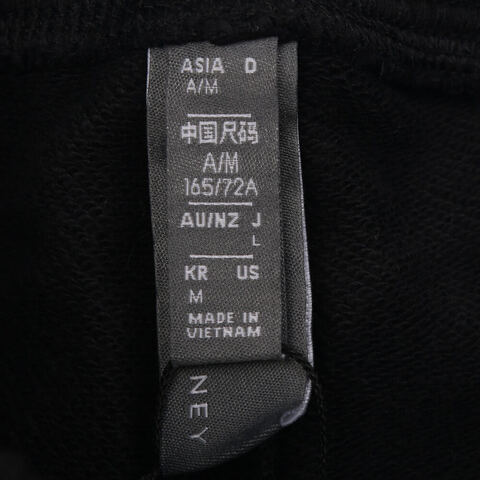 ASIA D
A/M
中国尺码
A/M
165/72A
AU/NZ J
L
KR US
M
MADE IN
VIETNAM
NEY